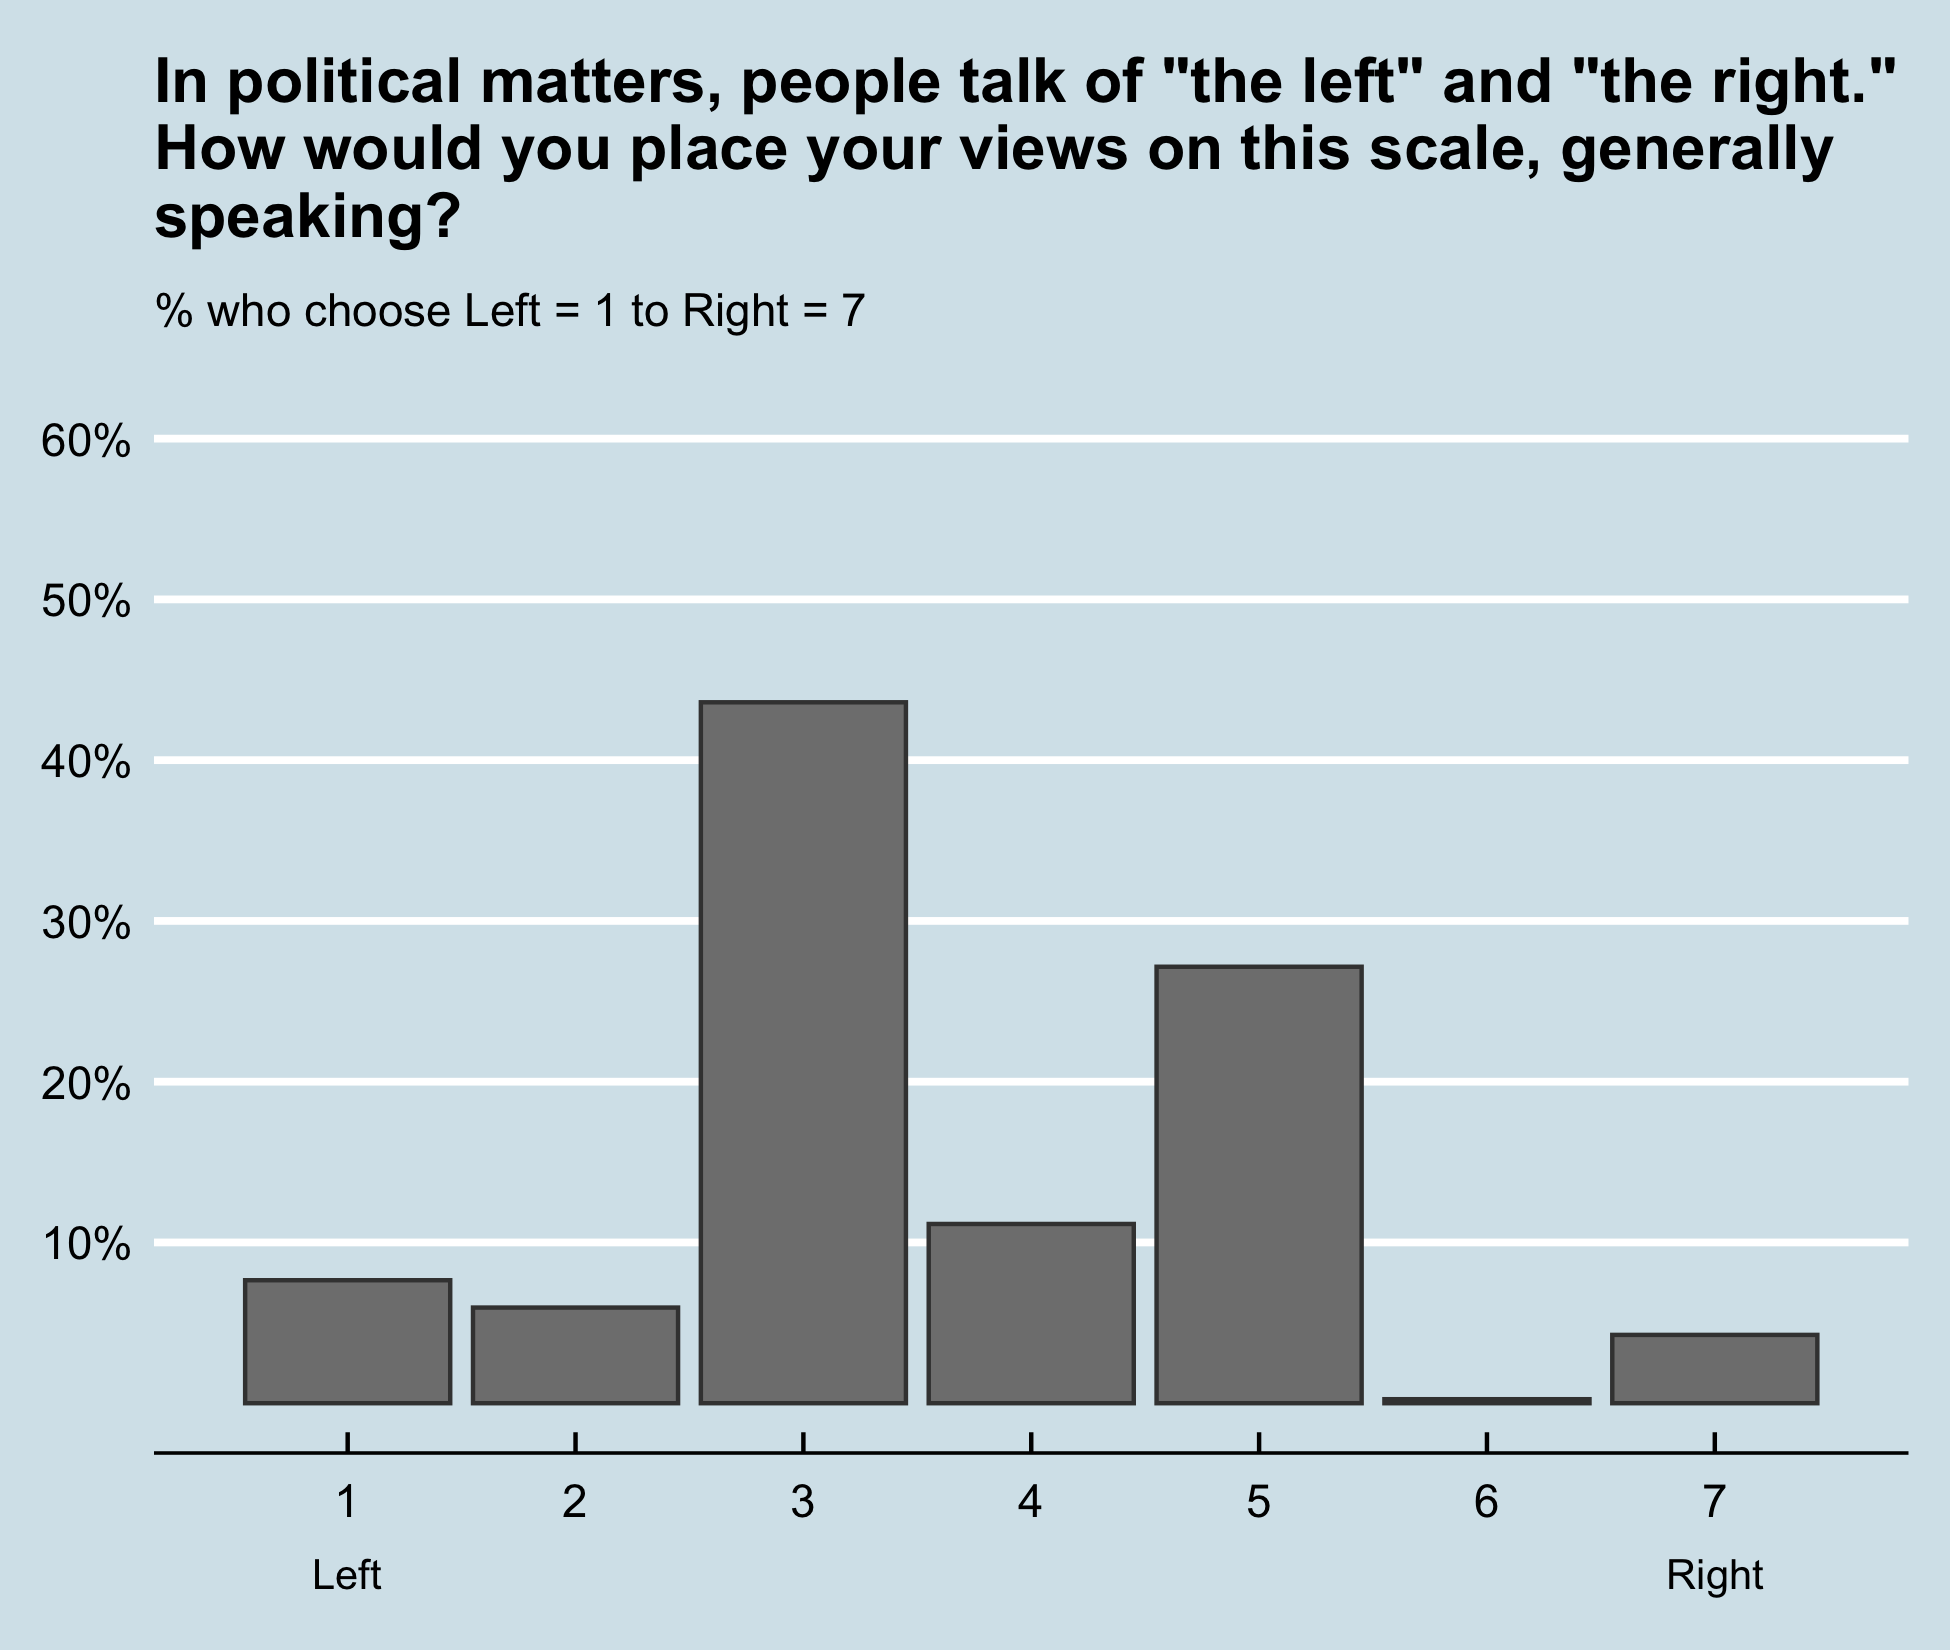 In political matters, people talk of "the left" and "the right."
How would you place your views on this scale, generally
speaking?
% who choose Left = 1 to Right = 7
60%
50%
40%
30%
20%
10%
1 2 3 4 5 6 7
Left Right